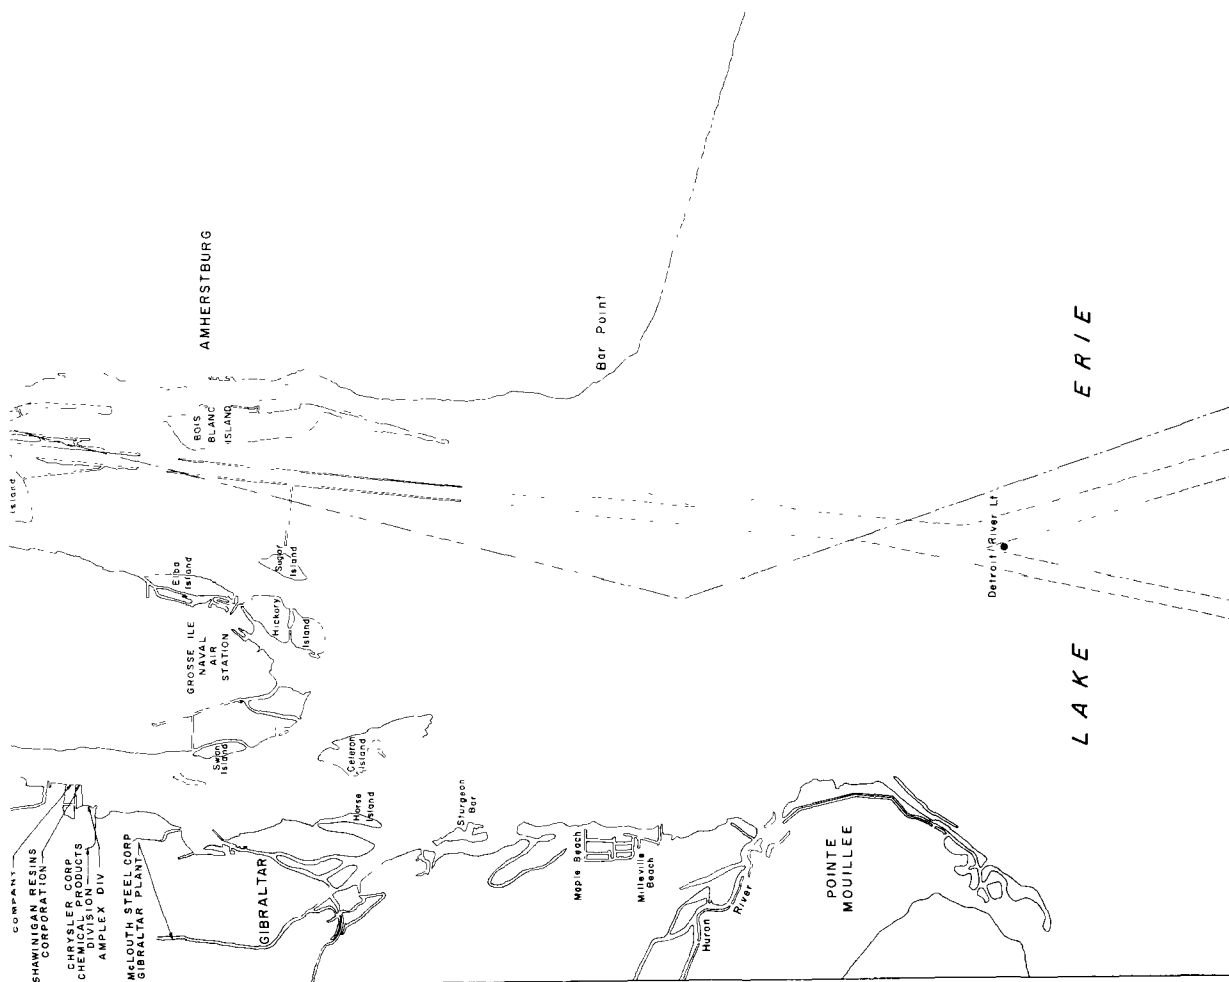 COMPANY
SHAWINIGAN RESINS
CORPORATION
CHRYSLER CORP
CHEMICAL PRODUCTS
DIVISION
AMPLEX DIV
McLOUTH STEEL CORP
GIBRALTAR PLANT
Island
AMHERSTBURG
BOIS
BLANC
ISLAND
Elba
Island
Sugar
Island
GROSSE ILE
NAVAL
AIR
STATION
Hickory
Island
Swan
Island
Celeron
Island
Horse
Island
GIBRALTAR
Sturgeon
Bar
Bar Point
Maple Beach
Milleville
Beach
Huron
River
POINTE
MOUILLEE
Detroit River Lt
LAKE ERIE